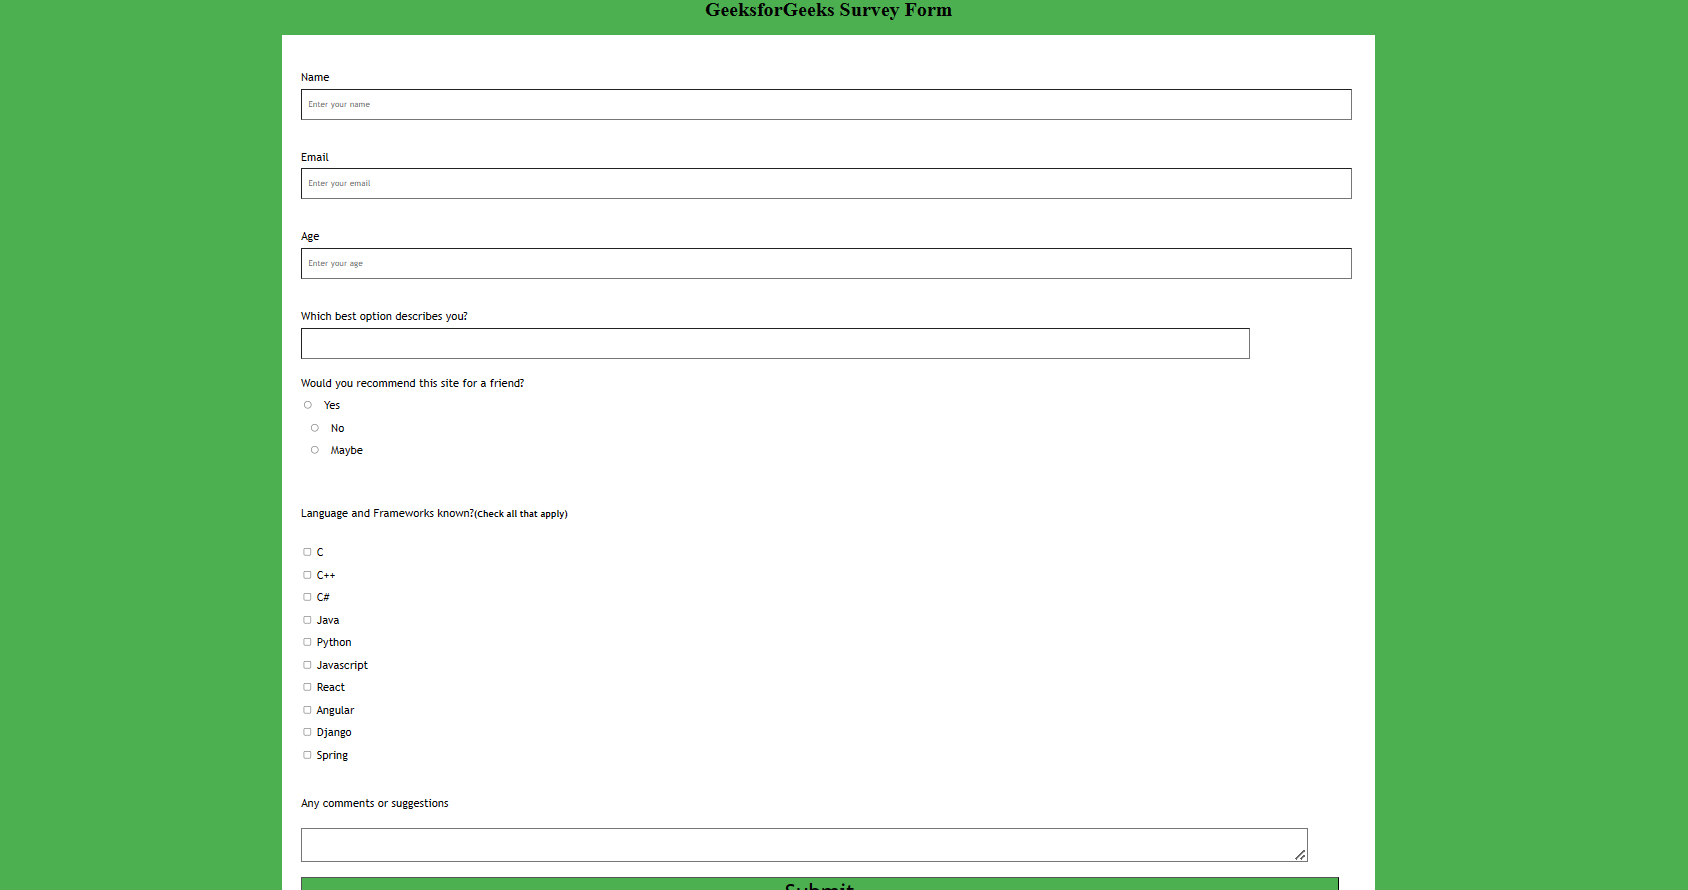 GeeksforGeeks Survey Form
Name
Enter your name
Email
Enter your email
Age
Enter your age
Which best option describes you?
Would you recommend this site for a friend?
Yes
No
Maybe
Language and Frameworks known?(Check all that apply)
C
C++
C#
Java
Python
Javascript
React
Angular
Django
Spring
Any comments or suggestions
Submit